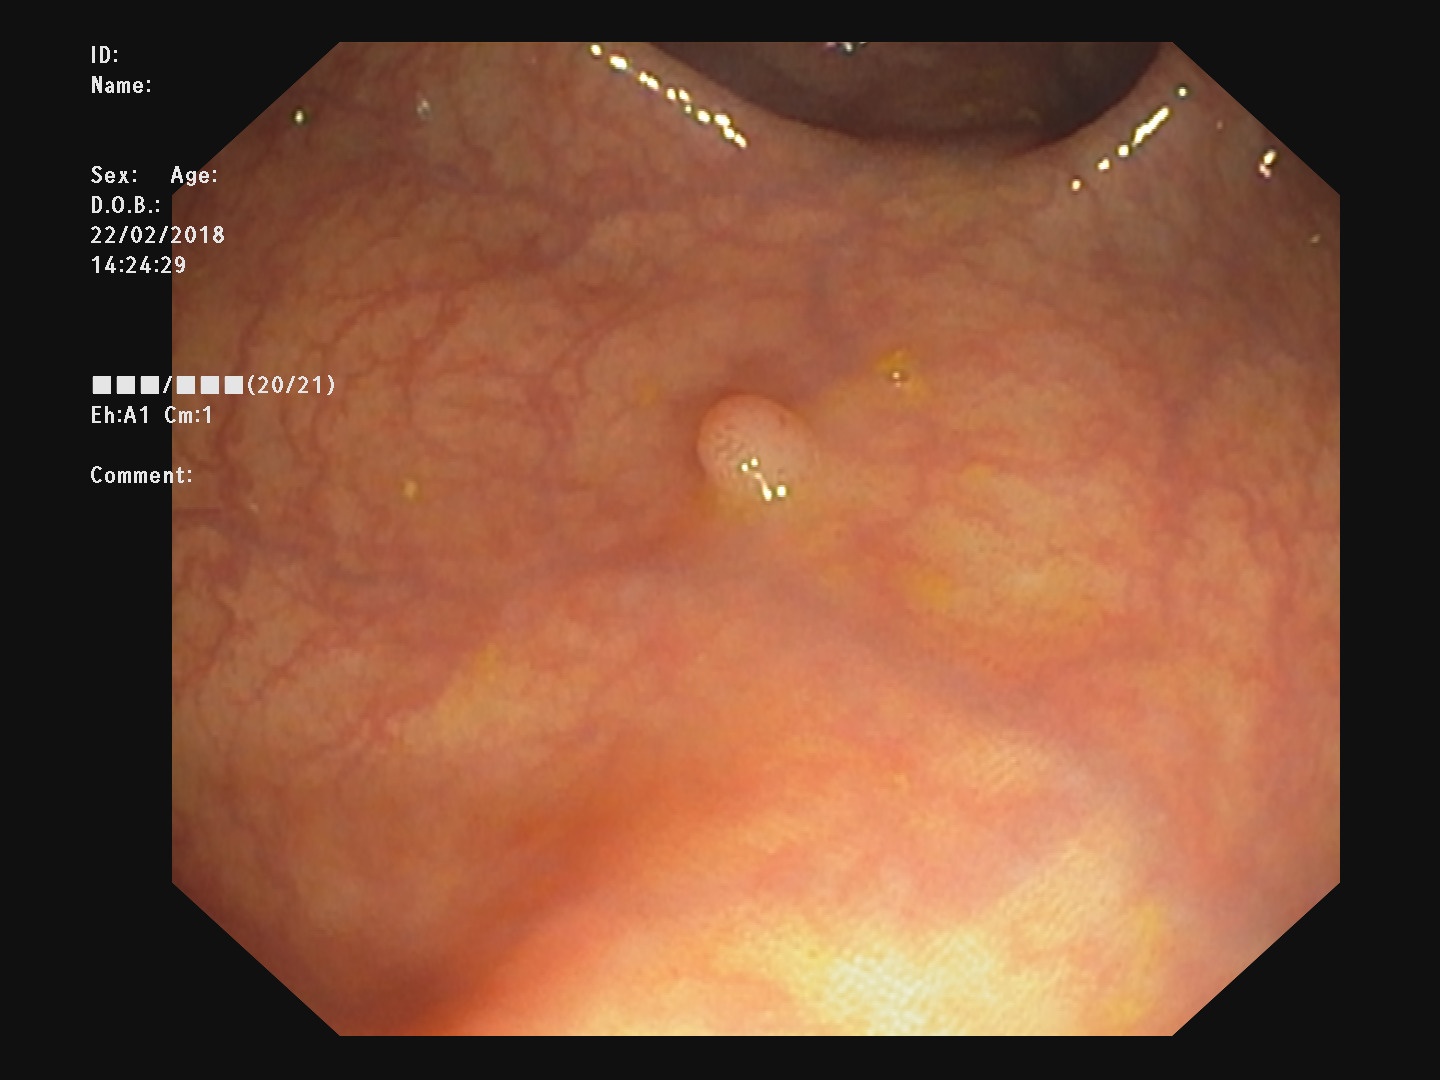 ID:
Name:
Sex: Age:
D.O.B.:
22/02/2018
14:24:29
■■■/■■■(20/21)
Eh:A1 Cm:1
Comment: